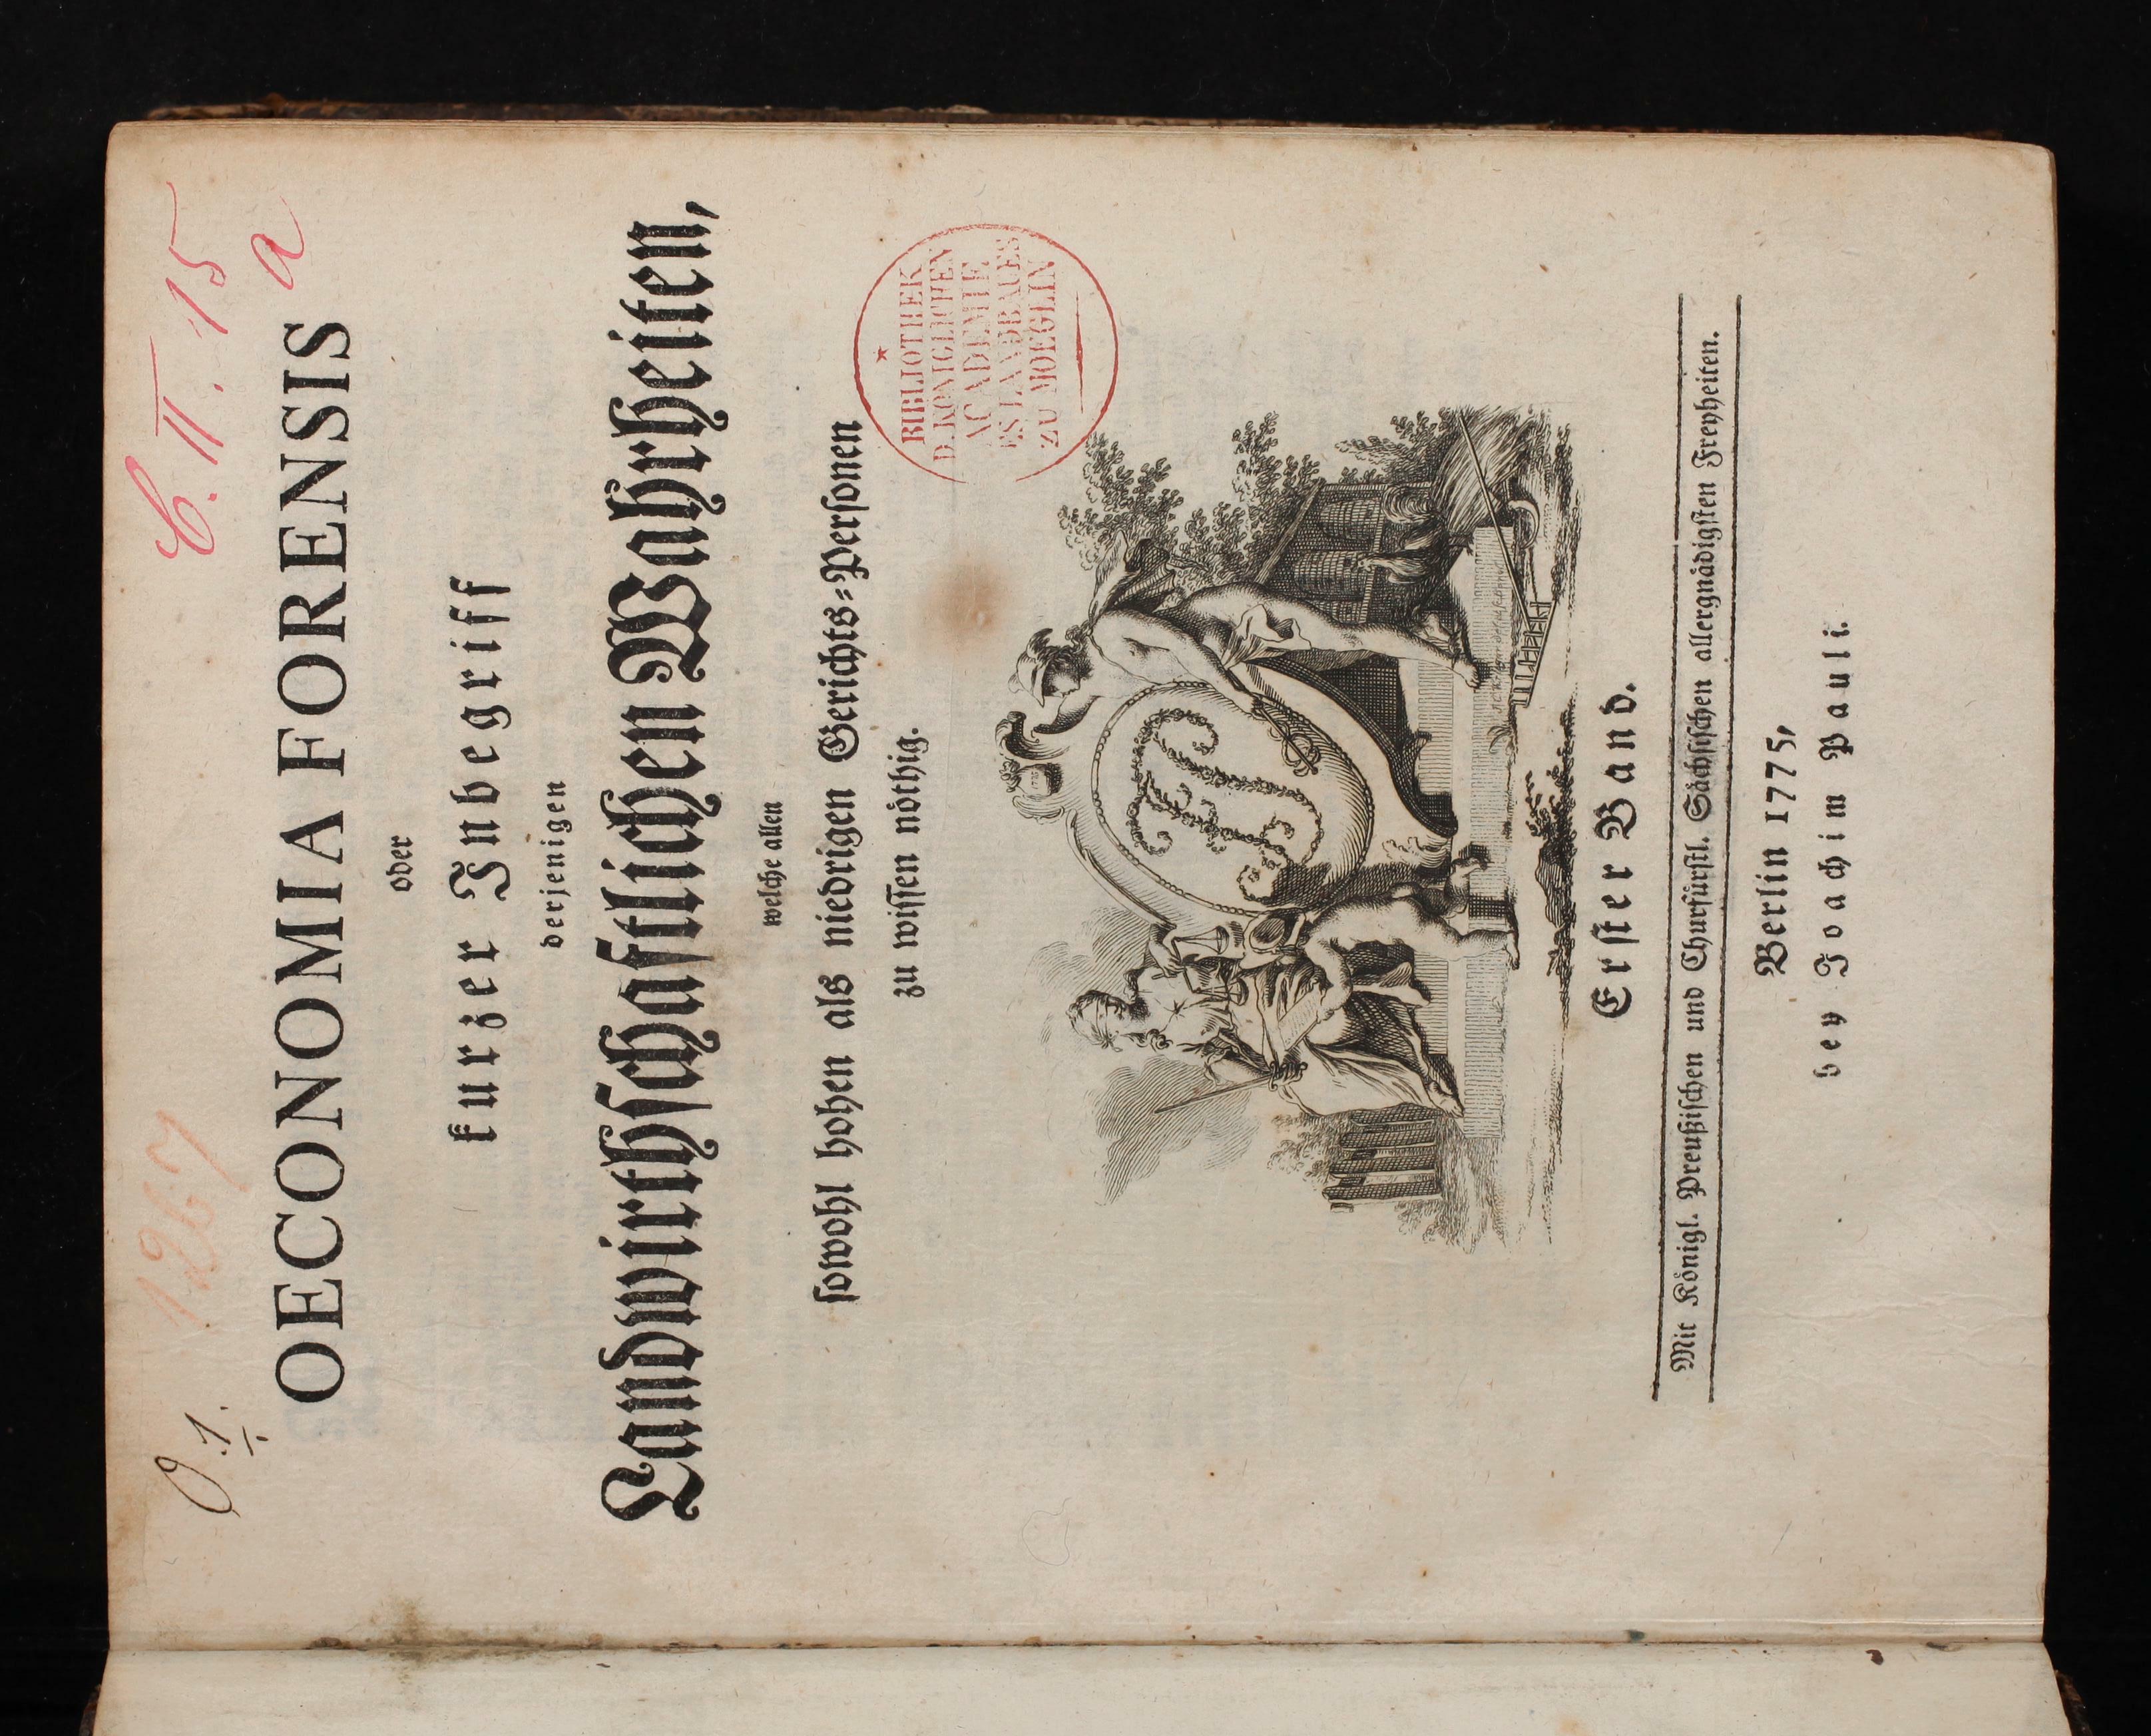 O.1.
1267
C. II. 15
a
OECONOMIA FORENSIS
oder
kurzer Inbegriff
derjenigen
Landwirthschaftlichen Wahrheiten,
welche allen
sowohl hohen als niedrigen Gerichts-Personen
zu wissen nöthig.
BIBLIOTHEK
D. KÖNIGLICHEN
ACADEMIE
ES LANDBAUES
ZU MOEGLIN
Erster Band.
Mit Königl. Preußischen und Churfürstl. Sächsischen allergnädigsten Freyheiten.
Berlin 1775,
bey Joachim Pauli.